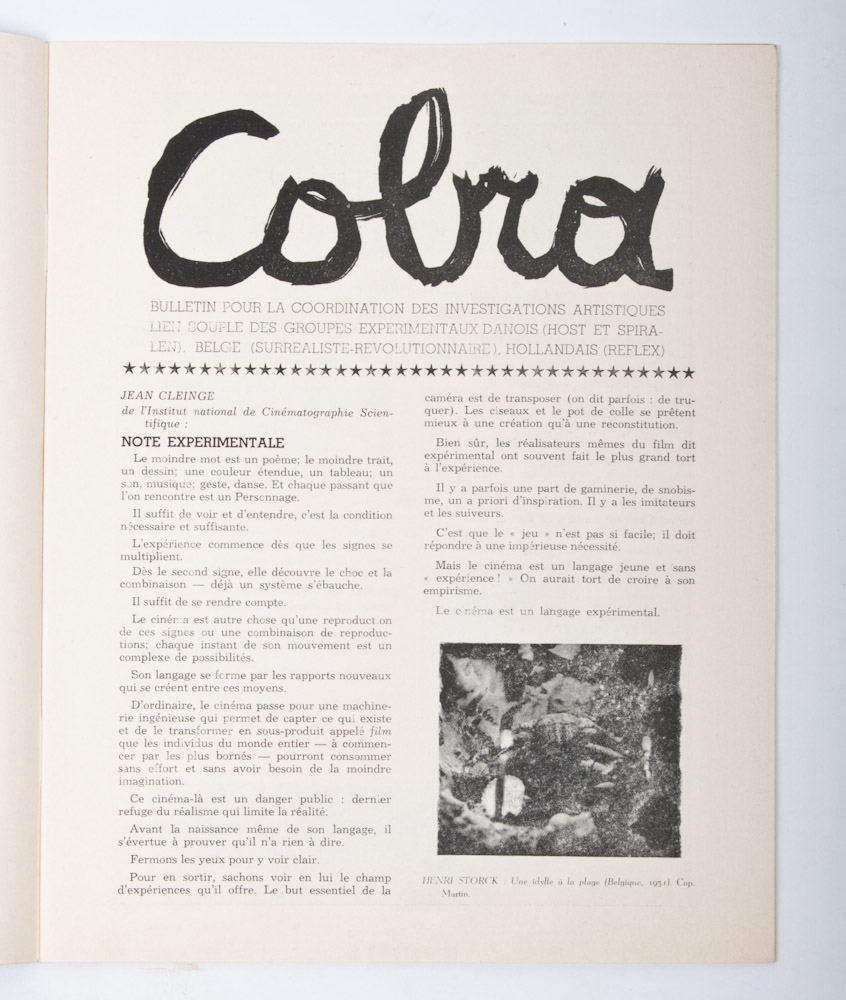 Cobra
BULLETIN POUR LA COORDINATION DES INVESTIGATIONS ARTISTIQUES
LIEN SOUPLE DES GROUPES EXPERIMENTAUX DANOIS (HOST ET SPIRA-
LEN), BELGE (SURREALISTE-REVOLUTIONNAIRE), HOLLANDAIS (REFLEX)
JEAN CLEINGE
de l'Institut national de Cinématographie Scien-
tifique :
NOTE EXPERIMENTALE
Le moindre mot est un poème; le moindre trait,
un dessin; une couleur étendue, un tableau; un
son, musique; geste, danse. Et chaque passant que
l'on rencontre est un Personnage.
Il suffit de voir et d'entendre, c'est la condition
nécessaire et suffisante.
L'expérience commence dès que les signes se
multiplient.
Dès le second signe, elle découvre le choc et la
combinaison — déjà un système s'ébauche.
Il suffit de se rendre compte.
Le cinéma est autre chose qu'une reproduction
de ces signes ou une combinaison de reproduc-
tions; chaque instant de son mouvement est un
complexe de possibilités.
Son langage se forme par les rapports nouveaux
qui se créent entre ces moyens.
D'ordinaire, le cinéma passe pour une machine-
rie ingénieuse qui permet de capter ce qui existe
et de le transformer en sous-produit appelé film
que les individus du monde entier — à commen-
cer par les plus bornés — pourront consommer
sans effort et sans avoir besoin de la moindre
imagination.
Ce cinéma-là est un danger public : dernier
refuge du réalisme qui limite la réalité.
Avant la naissance même de son langage, il
s'évertue à prouver qu'il n'a rien à dire.
Fermons les yeux pour y voir clair.
Pour en sortir, sachons voir en lui le champ
d'expériences qu'il offre. Le but essentiel de la
caméra est de transposer (on dit parfois : de tru-
quer). Les ciseaux et le pot de colle se prêtent
mieux à une création qu'à une reconstitution.
Bien sûr, les réalisateurs mêmes du film dit
expérimental ont souvent fait le plus grand tort
à l'expérience.
Il y a parfois une part de gaminerie, de snobis-
me, un a priori d'inspiration. Il y a les imitateurs
et les suiveurs.
C'est que le « jeu » n'est pas si facile; il doit
répondre à une impérieuse nécessité.
Mais le cinéma est un langage jeune et sans
« expérience ! » On aurait tort de croire à son
empirisme.
Le cinéma est un langage expérimental.
HENRI STORCK : Une idylle à la plage (Belgique, 1931). Cop.
Martin.